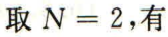 取 N = 2,有